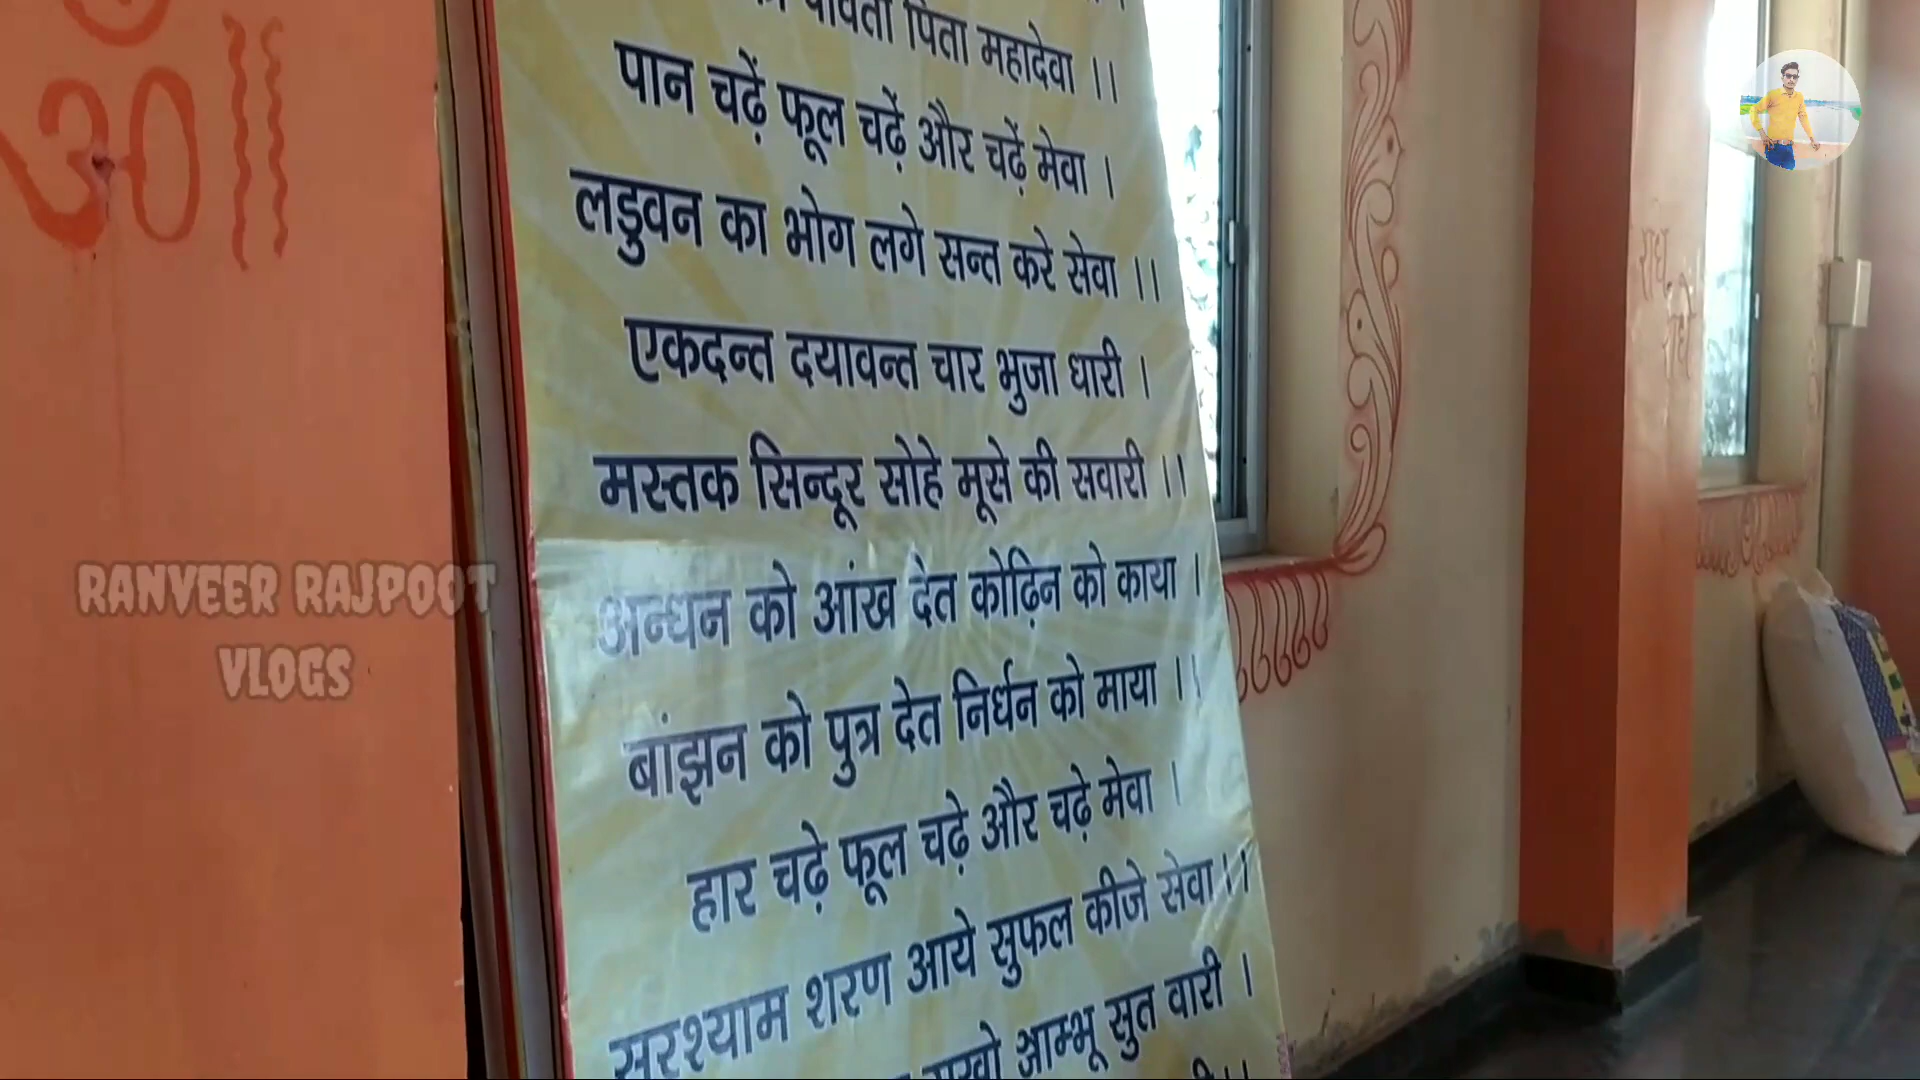 पिता महादेवा ।।
पान चढ़ें फूल चढ़ें और चढ़ें मेवा ।
लडुवन का भोग लगे सन्त करे सेवा ।।
एकदन्त दयावन्त चार भुजा धारी ।
मस्तक सिन्दूर सोहे मूसे की सवारी ।।
अन्धन को आंख देत कोढ़िन को काया ।
बांझन को पुत्र देत निर्धन को माया ।।
हार चढ़े फूल चढ़े और चढ़े मेवा ।
सूरश्याम शरण आये सुफल कीजे सेवा ।।
सुत वारी ।
RANVEER RAJPOOT
VLOGS